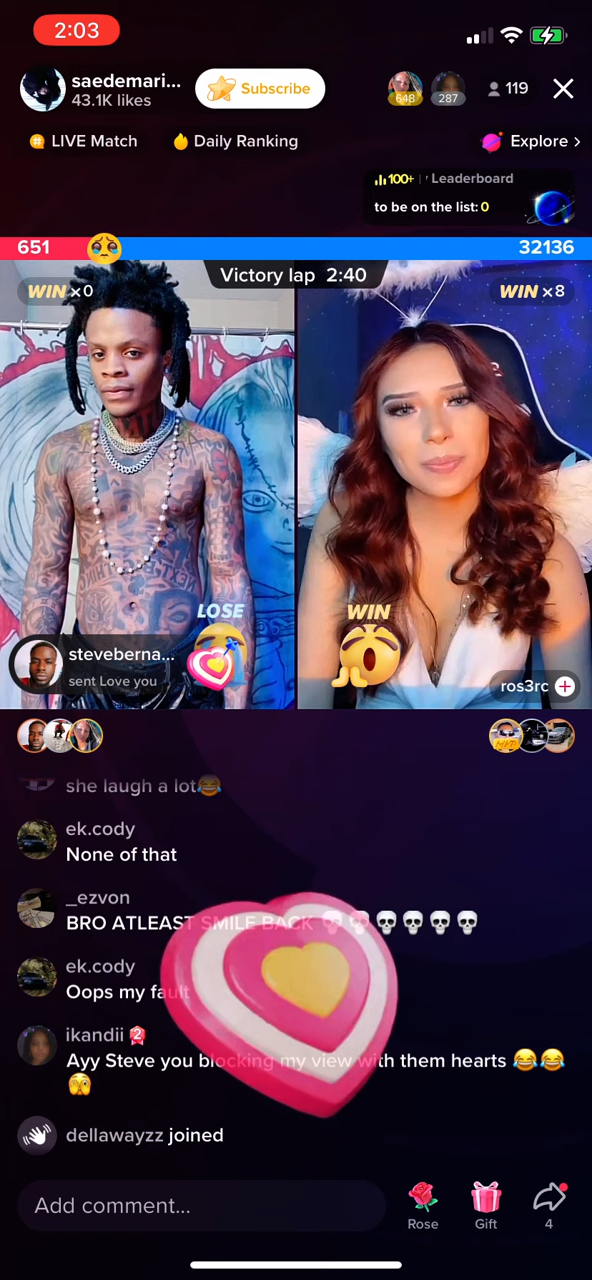 2:03
saedemari...
43.1K likes
Subscribe
648
287
119
LIVE Match
Daily Ranking
Explore >
100+
Leaderboard
to be on the list: 0
651
32136
Victory lap 2:40
WIN x0
WIN x8
LOSE
WIN
steveberna...
sent Love you
ros3rc
she laugh a lot😂
ek.cody
None of that
_ezvon
BRO ATLEAST SMILE BACK 💀💀💀💀💀💀
ek.cody
Oops my fault
ikandii 2
Ayy Steve you blocking my view with them hearts 😂😂
🫣
dellawayzz joined
Add comment...
Rose
Gift
4